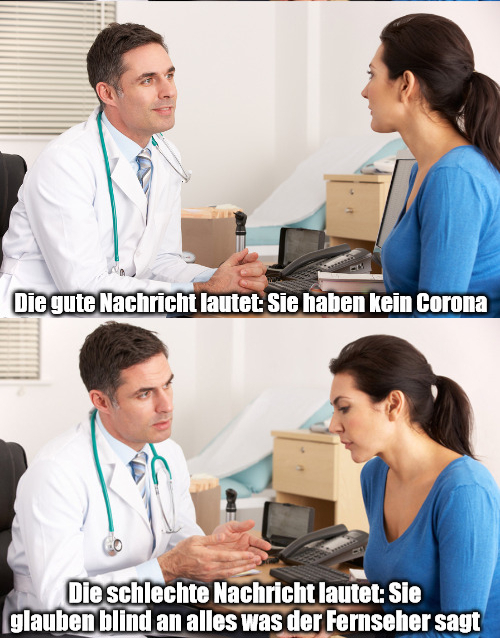 Die gute Nachricht lautet: Sie haben kein Corona
Die schlechte Nachricht lautet: Sie
glauben blind an alles was der Fernseher sagt